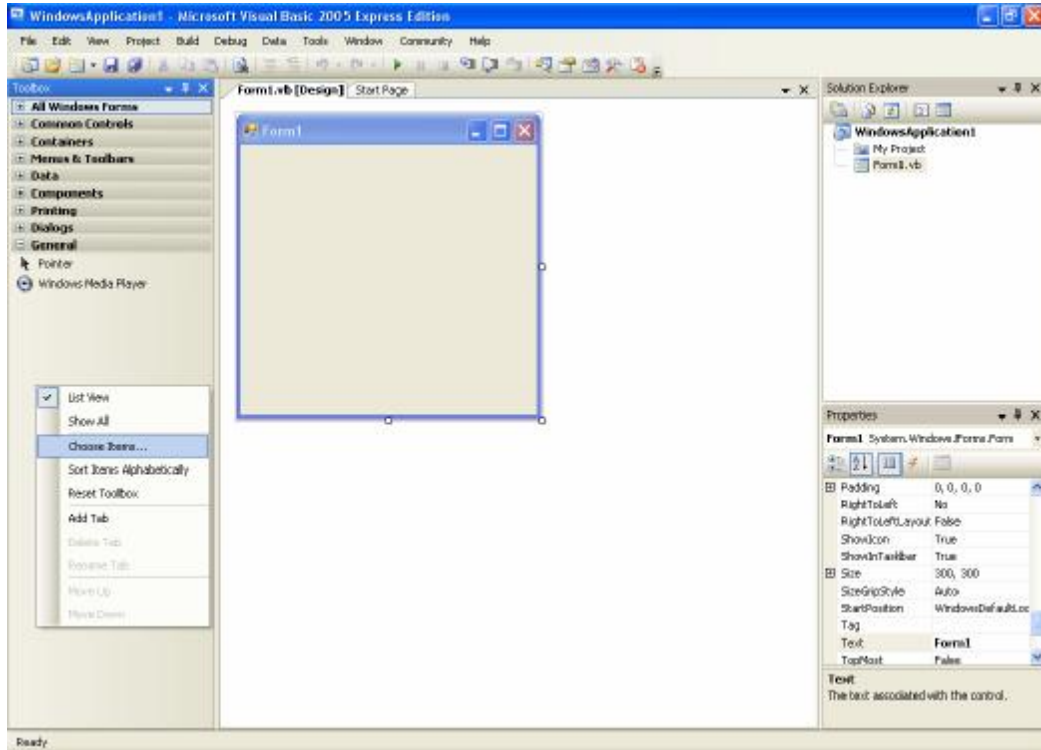 WindowsApplication1 - Microsoft Visual Basic 2005 Express Edition
File Edit View Project Build Debug Data Tools Window Community Help
Toolbox
All Windows Forms
Common Controls
Containers
Menus & Toolbars
Data
Components
Printing
Dialogs
General
Pointer
Windows Media Player
List View
Show All
Choose Items...
Sort Items Alphabetically
Reset Toolbox
Add Tab
Delete Tab
Rename Tab
Move Up
Move Down
Form1.vb [Design] Start Page
Form1
Solution Explorer
WindowsApplication1
My Project
Form1.vb
Properties
Form1 System.Windows.Forms.Form
Padding 0, 0, 0, 0
RightToLeft No
RightToLeftLayout False
ShowIcon True
ShowInTaskbar True
Size 300, 300
SizeGripStyle Auto
StartPosition WindowsDefaultLoc
Tag
Text Form1
TopMost False
Text
The text associated with the control.
Ready